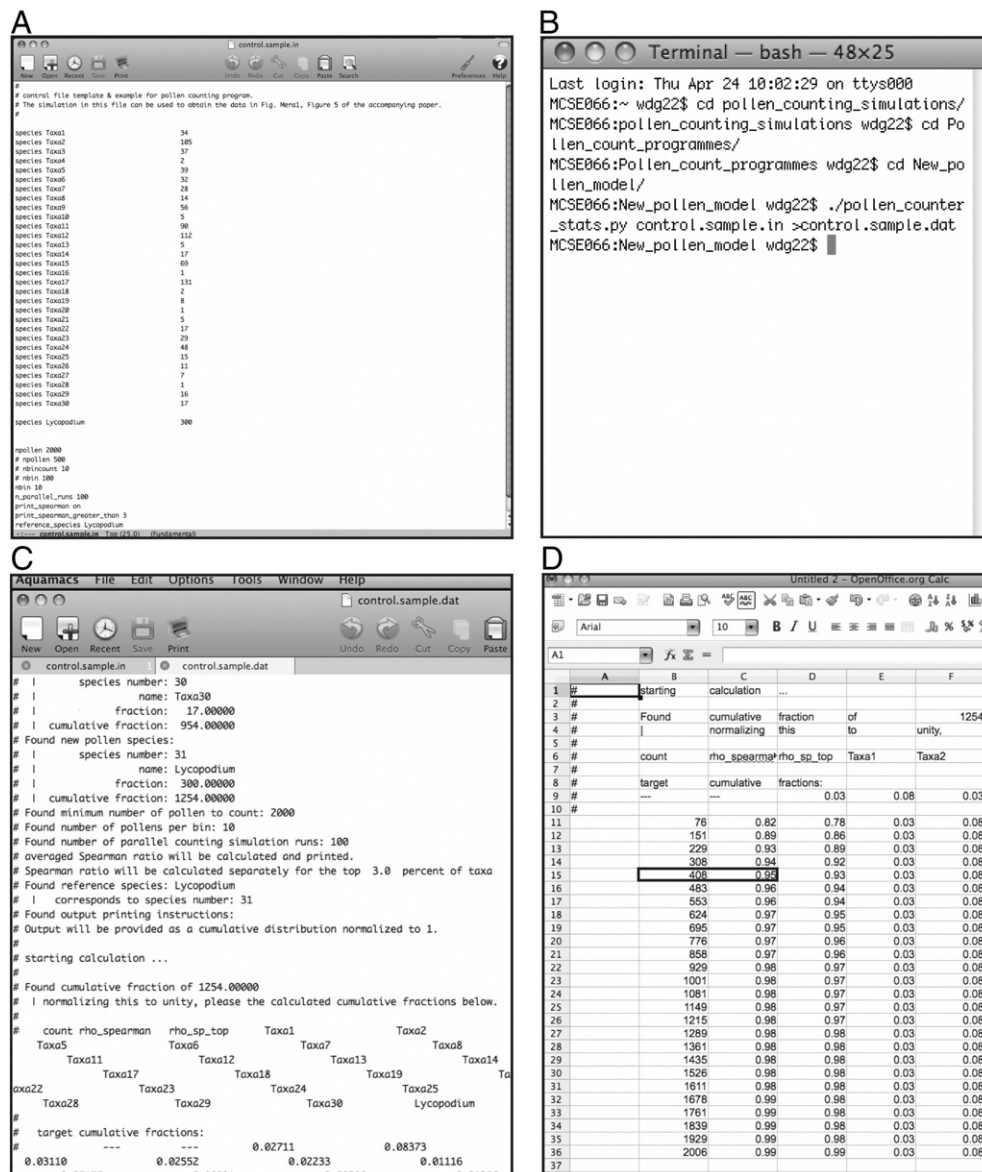 A
control.sample.in
New Open Recent Save Print Undo Redo Cut Copy Paste Search Preferences Help
#
# control file template & example for pollen counting program.
# The simulation in this file can be used to obtain the data in Fig. Mera1, Figure 5 of the accompanying paper.
#
species Taxa1 34
species Taxa2 105
species Taxa3 37
species Taxa4 2
species Taxa5 39
species Taxa6 32
species Taxa7 28
species Taxa8 14
species Taxa9 56
species Taxa10 5
species Taxa11 90
species Taxa12 112
species Taxa13 5
species Taxa14 17
species Taxa15 69
species Taxa16 1
species Taxa17 131
species Taxa18 2
species Taxa19 8
species Taxa20 1
species Taxa21 5
species Taxa22 17
species Taxa23 29
species Taxa24 48
species Taxa25 15
species Taxa26 11
species Taxa27 7
species Taxa28 1
species Taxa29 16
species Taxa30 17
species Lycopodium 300
npollen 2000
# npollen 500
# nbincount 10
# nbin 100
nbin 10
n_parallel_runs 100
print_spearman on
print_spearman_greater_than 3
reference_species Lycopodium
-:--- control.sample.in Top (25,0) (Fundamental)
B
Terminal — bash — 48×25
Last login: Thu Apr 24 10:02:29 on ttys000
MCSE066:~ wdg22$ cd pollen_counting_simulations/
MCSE066:pollen_counting_simulations wdg22$ cd Po
llen_count_programmes/
MCSE066:Pollen_count_programmes wdg22$ cd New_po
llen_model/
MCSE066:New_pollen_model wdg22$ ./pollen_counter
_stats.py control.sample.in >control.sample.dat
MCSE066:New_pollen_model wdg22$
C
Aquamacs File Edit Options Tools Window Help
control.sample.dat
New Open Recent Save Print Undo Redo Cut Copy Paste
control.sample.in 1 control.sample.dat 2
# | species number: 30
# | name: Taxa30
# | fraction: 17.00000
# | cumulative fraction: 954.00000
# Found new pollen species:
# | species number: 31
# | name: Lycopodium
# | fraction: 300.00000
# | cumulative fraction: 1254.00000
# Found minimum number of pollen to count: 2000
# Found number of pollens per bin: 10
# Found number of parallel counting simulation runs: 100
# averaged Spearman ratio will be calculated and printed.
# Spearman ratio will be calculated separately for the top 3.0 percent of taxa
# Found reference species: Lycopodium
# | corresponds to species number: 31
# Found output printing instructions:
# Output will be provided as a cumulative distribution normalized to 1.
#
# starting calculation ...
#
# Found cumulative fraction of 1254.00000
# | normalizing this to unity, please the calculated cumulative fractions below.
#
# count rho_spearman rho_sp_top Taxa1 Taxa2
Taxa5 Taxa6 Taxa7 Taxa8
Taxa11 Taxa12 Taxa13 Taxa14
Taxa17 Taxa18 Taxa19 Ta
axa22 Taxa23 Taxa24 Taxa25
Taxa28 Taxa29 Taxa30 Lycopodium
#
# target cumulative fractions:
# --- --- 0.02711 0.08373
0.03110 0.02552 0.02233 0.01116
D
Untitled 2 - OpenOffice.org Calc
Arial 10 B I U
A1
A B C D E F
1 # starting calculation ...
2 #
3 # Found cumulative fraction of 1254
4 # | normalizing this to unity,
5 #
6 # count rho_spearma rho_sp_top Taxa1 Taxa2
7 #
8 # target cumulative fractions:
9 # --- --- 0.03 0.08 0.03
10 #
11 76 0.82 0.78 0.03 0.08
12 151 0.89 0.86 0.03 0.08
13 229 0.93 0.89 0.03 0.08
14 308 0.94 0.92 0.03 0.08
15 408 0.95 0.93 0.03 0.08
16 483 0.96 0.94 0.03 0.08
17 553 0.96 0.94 0.03 0.08
18 624 0.97 0.95 0.03 0.08
19 695 0.97 0.95 0.03 0.08
20 776 0.97 0.96 0.03 0.08
21 858 0.97 0.96 0.03 0.08
22 929 0.98 0.97 0.03 0.08
23 1001 0.98 0.97 0.03 0.08
24 1081 0.98 0.97 0.03 0.08
25 1149 0.98 0.97 0.03 0.08
26 1215 0.98 0.97 0.03 0.08
27 1289 0.98 0.98 0.03 0.08
28 1361 0.98 0.98 0.03 0.08
29 1435 0.98 0.98 0.03 0.08
30 1526 0.98 0.98 0.03 0.08
31 1611 0.98 0.98 0.03 0.08
32 1678 0.99 0.98 0.03 0.08
33 1761 0.99 0.98 0.03 0.08
34 1839 0.99 0.98 0.03 0.08
35 1929 0.99 0.98 0.03 0.08
36 2006 0.99 0.98 0.03 0.08
37